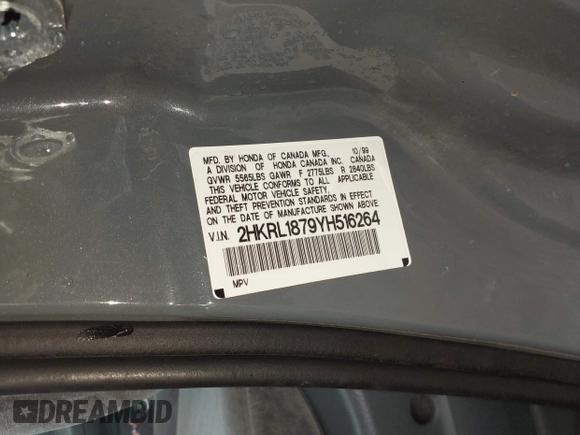 MFD. BY HONDA OF CANADA MFG., 10/99
A DIVISION OF HONDA CANADA INC. CANADA
GVWR 5565LBS GAWR F 2775LBS R 2840LBS
THIS VEHICLE CONFORMS TO ALL APPLICABLE
FEDERAL MOTOR VEHICLE SAFETY,
AND THEFT PREVENTION STANDARDS IN EFFECT
ON THE DATE OF MANUFACTURE SHOWN ABOVE.
V.I.N. 2HKRL1879YH516264
MPV
DREAMBID